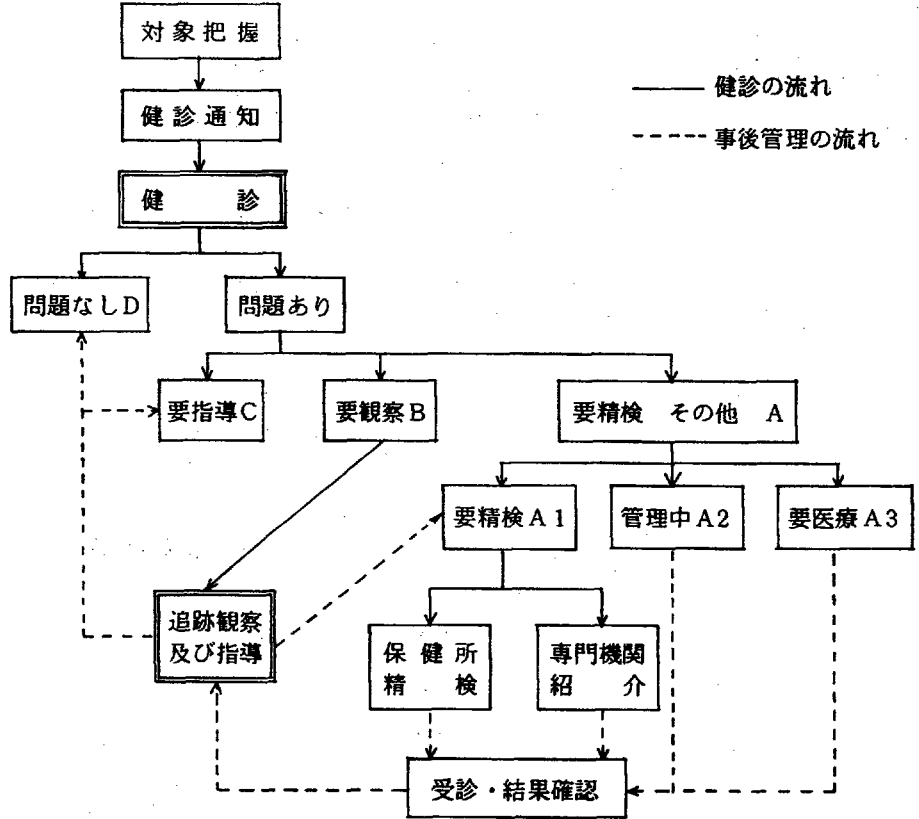 対象把握
健診通知
健診
健診の流れ
事後管理の流れ
問題なしD
問題あり
要指導C
要観察B
要精検 その他 A
要精検A1
管理中A2
要医療A3
追跡観察
及び指導
保健所
精検
専門機関
紹介
受診・結果確認